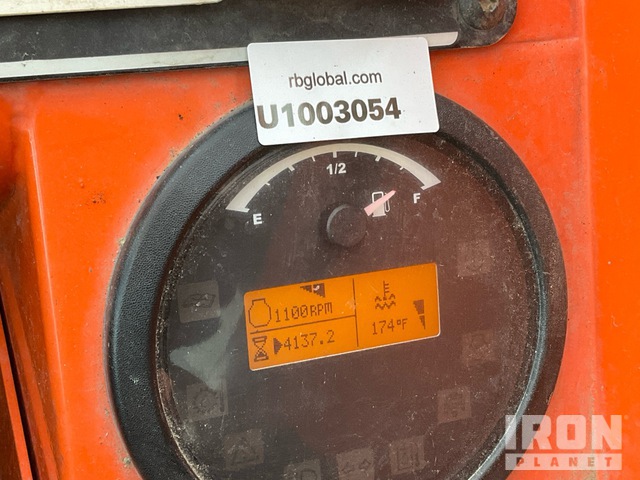 rbglobal.com
U1003054
1/2
E
F
1100RPM
4137.2
174°F
IRON
PLANET